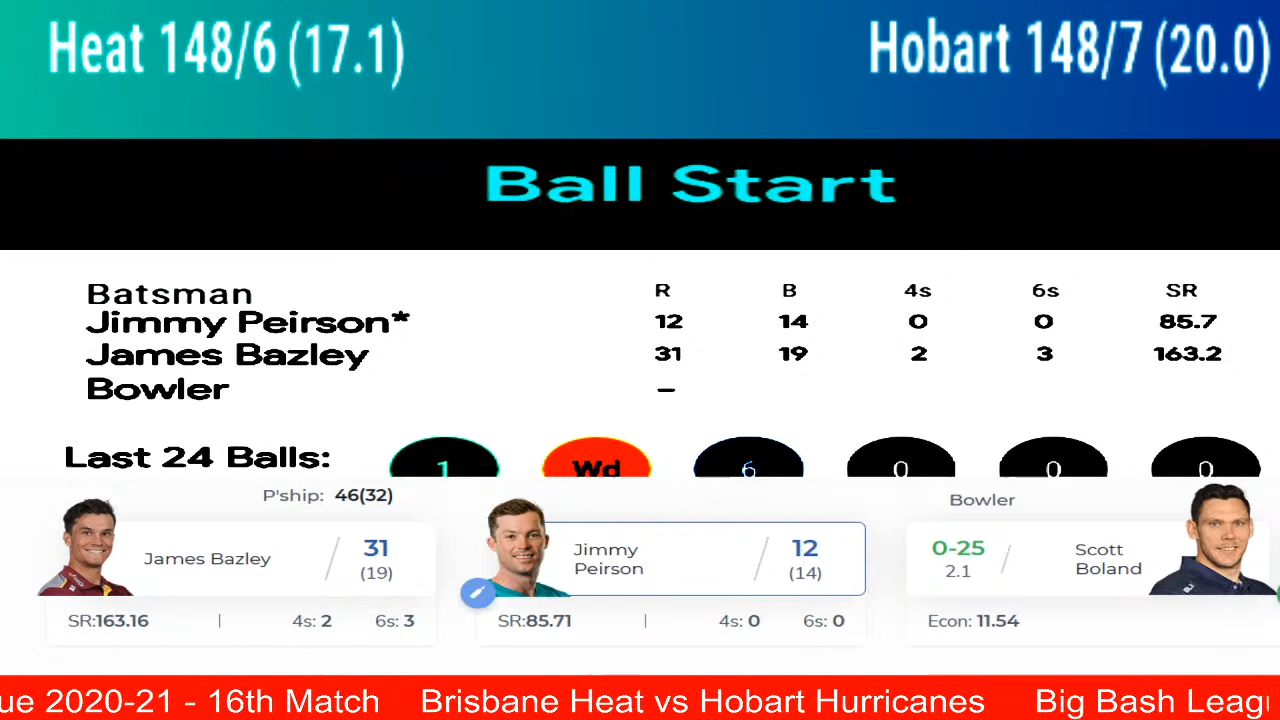 Heat 148/6 (17.1) Hobart 148/7 (20.0)
Ball Start
Batsman R B 4s 6s SR
Jimmy Peirson* 12 14 0 0 85.7
James Bazley 31 19 2 3 163.2
Bowler –
Last 24 Balls: 1 Wd 6 0 0 0
P'ship: 46(32) Bowler
James Bazley 31 (19)
Jimmy Peirson 12 (14)
0-25 2.1 Scott Boland
SR:163.16 | 4s: 2 6s: 3 SR:85.71 | 4s: 0 6s: 0 Econ: 11.54
ue 2020-21 - 16th Match Brisbane Heat vs Hobart Hurricanes Big Bash Leagu